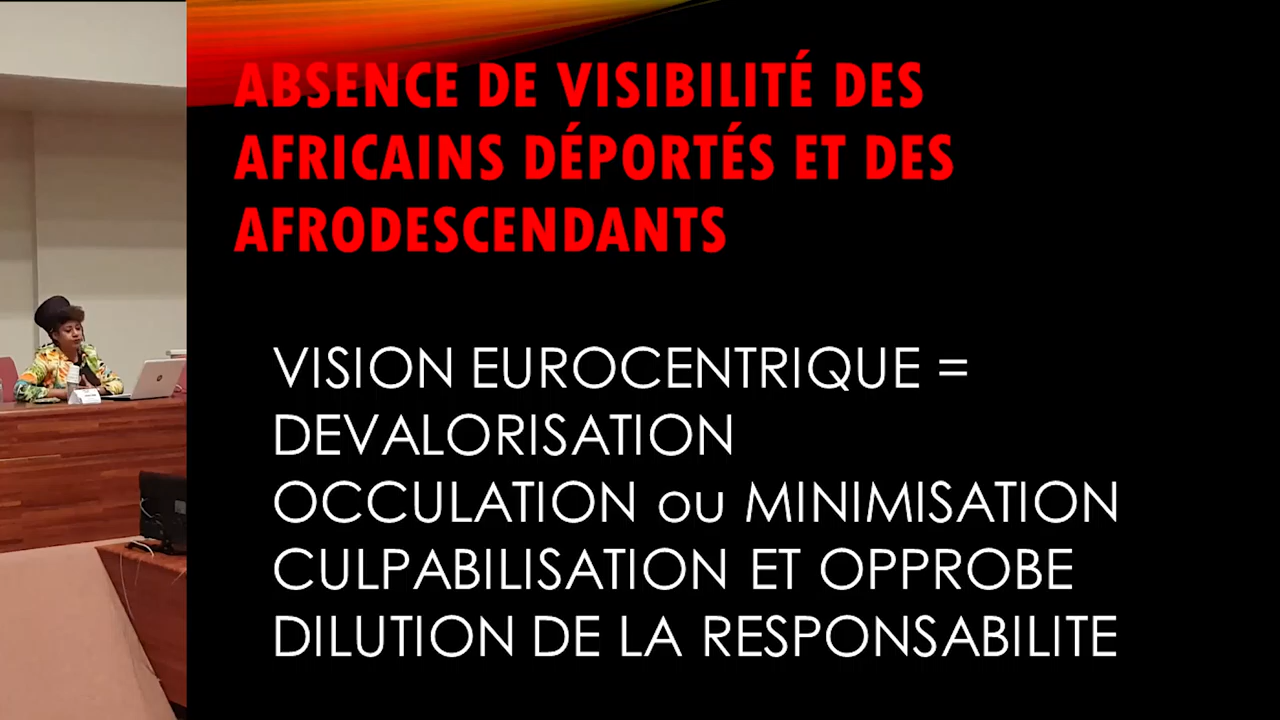 ABSENCE DE VISIBILITÉ DES
AFRICAINS DÉPORTÉS ET DES
AFRODESCENDANTS
VISION EUROCENTRIQUE =
DEVALORISATION
OCCULATION ou MINIMISATION
CULPABILISATION ET OPPROBE
DILUTION DE LA RESPONSABILITE